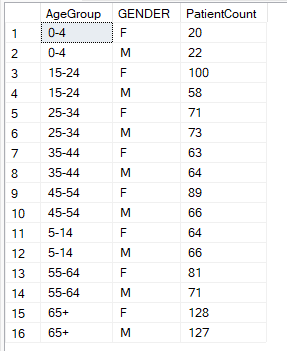 AgeGroup GENDER PatientCount
1 0-4 F 20
2 0-4 M 22
3 15-24 F 100
4 15-24 M 58
5 25-34 F 71
6 25-34 M 73
7 35-44 F 63
8 35-44 M 64
9 45-54 F 89
10 45-54 M 66
11 5-14 F 64
12 5-14 M 66
13 55-64 F 81
14 55-64 M 71
15 65+ F 128
16 65+ M 127